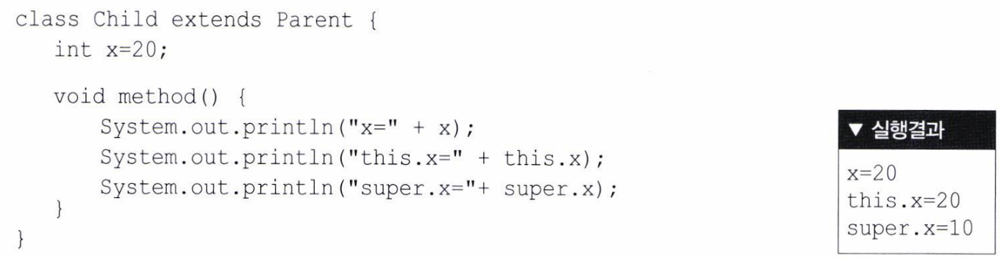 class Child extends Parent {
int x=20;
void method() {
System.out.println("x=" + x);
System.out.println("this.x=" + this.x);
System.out.println("super.x="+ super.x);
}
}
▼ 실행결과
x=20
this.x=20
super.x=10